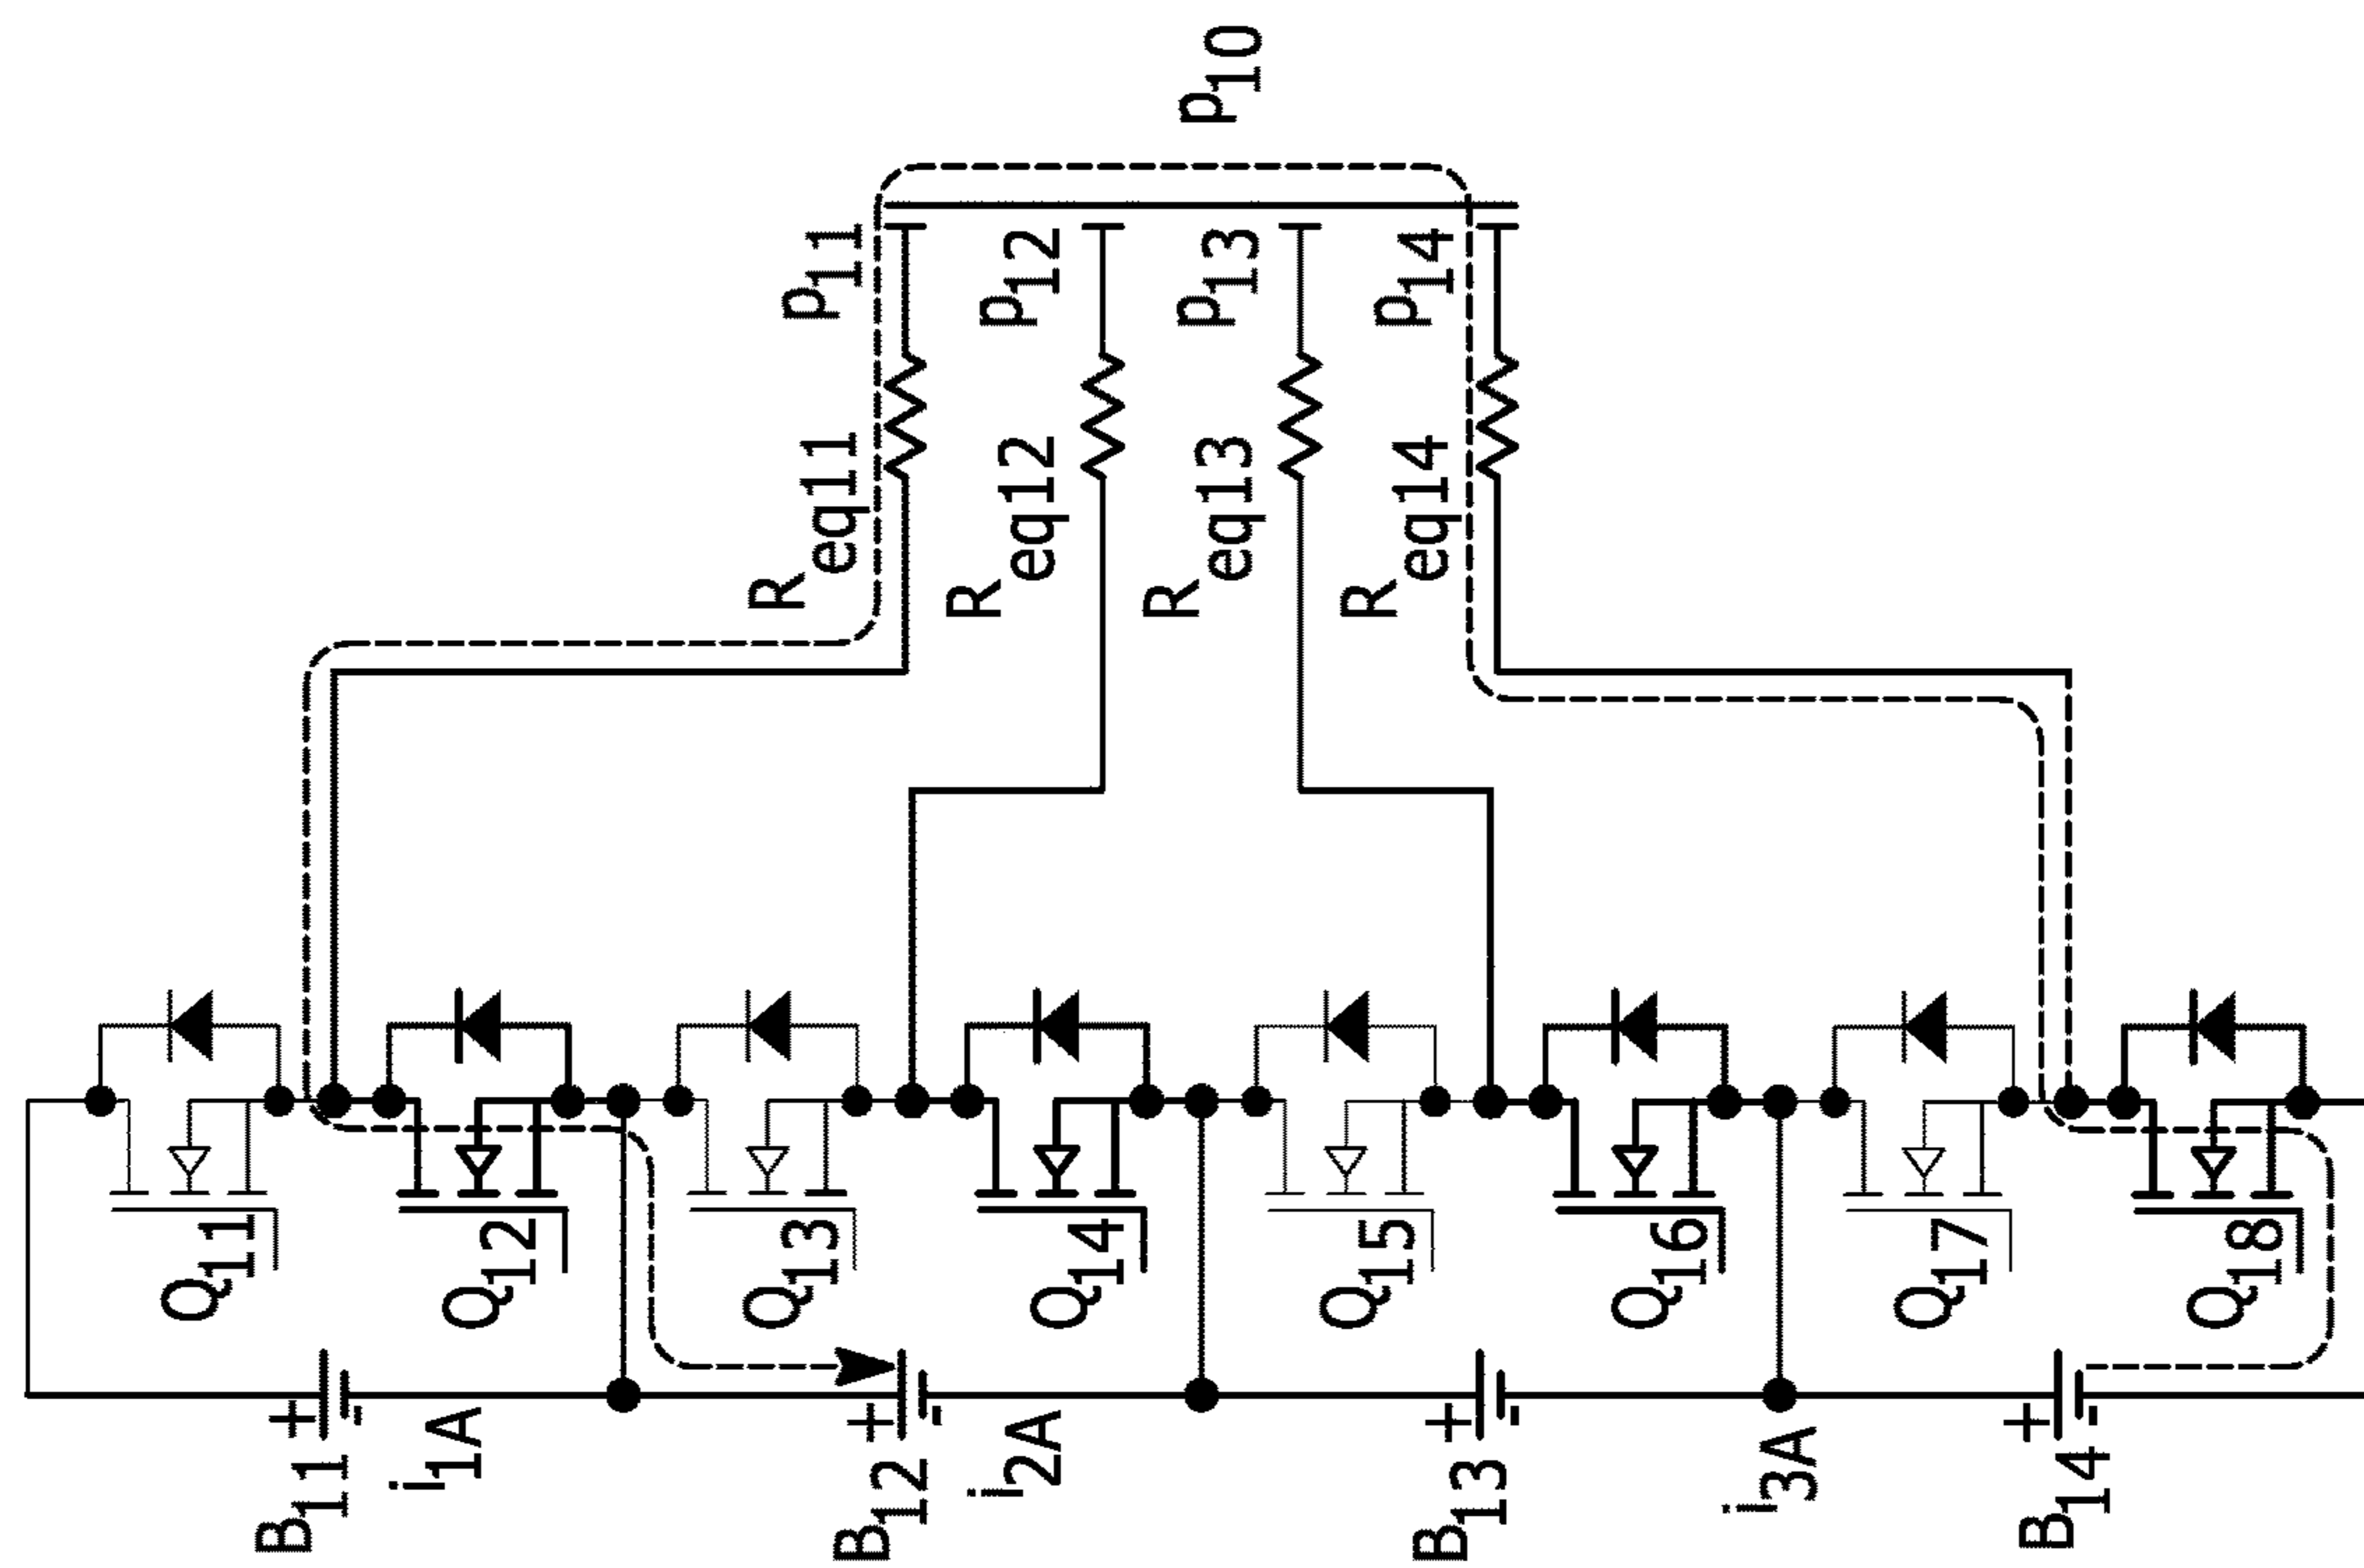 p10
p11
p12
p13
p14
Req11
Req12
Req13
Req14
Q11
Q12
Q13
Q14
Q15
Q16
Q17
Q18
+ -
+ -
+ -
+ -
B11
i1A
B12
i2A
B13
i3A
B14